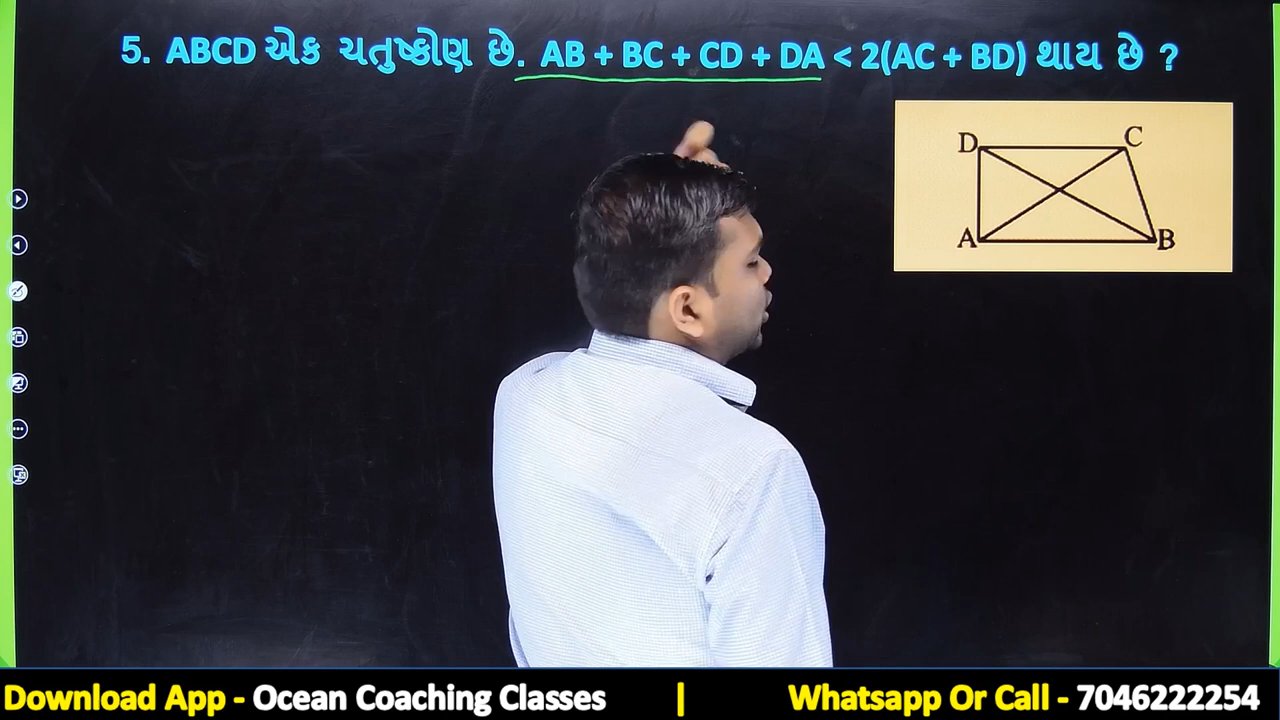 5. ABCD એક ચતુષ્કોણ છે. AB + BC + CD + DA < 2(AC + BD) થાય છે ?
D C
A B
Download App - Ocean Coaching Classes | Whatsapp Or Call - 7046222254